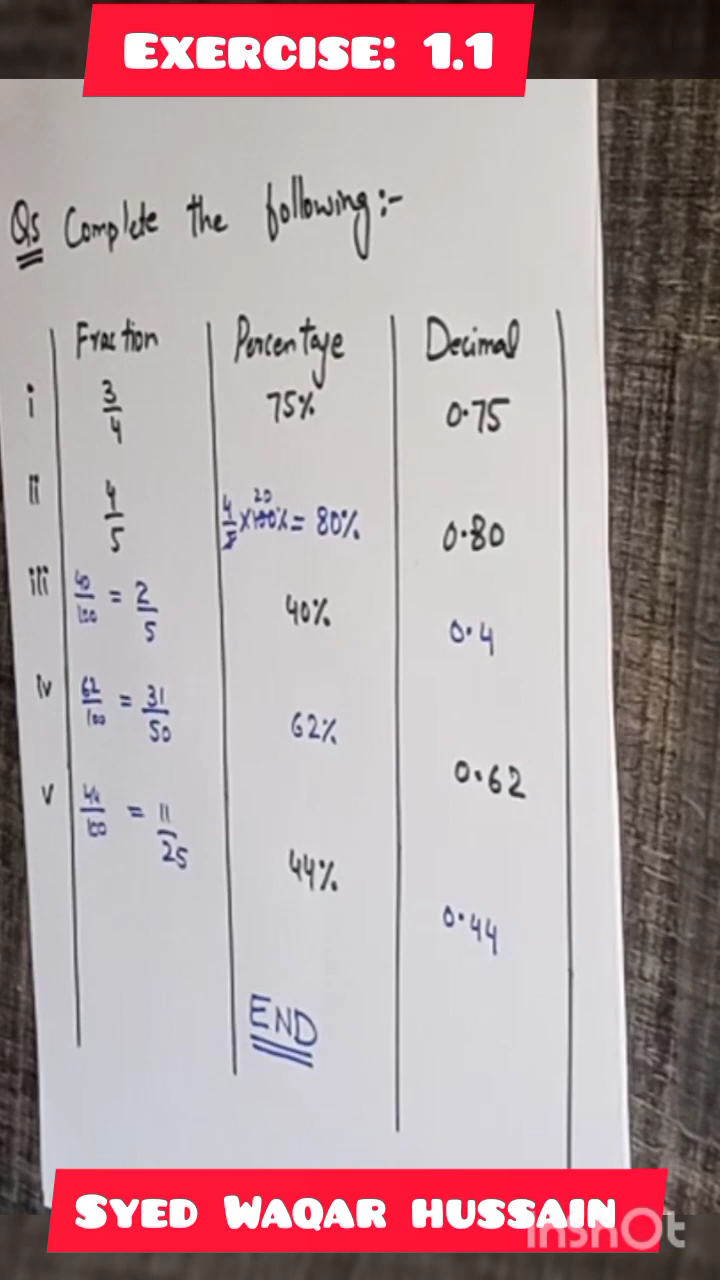 EXERCISE: 1.1
Q5 Complete the following:-
Fraction Percentage Decimal
i 3/4 75% 0.75
ii 4/5 4/5 ×100% 20 = 80% 0.80
iii 40/100 = 2/5 40% 0.4
iv 62/100 = 31/50 62% 0.62
v 44/100 = 11/25 44% 0.44
END
SYED WAQAR HUSSAIN
inshot